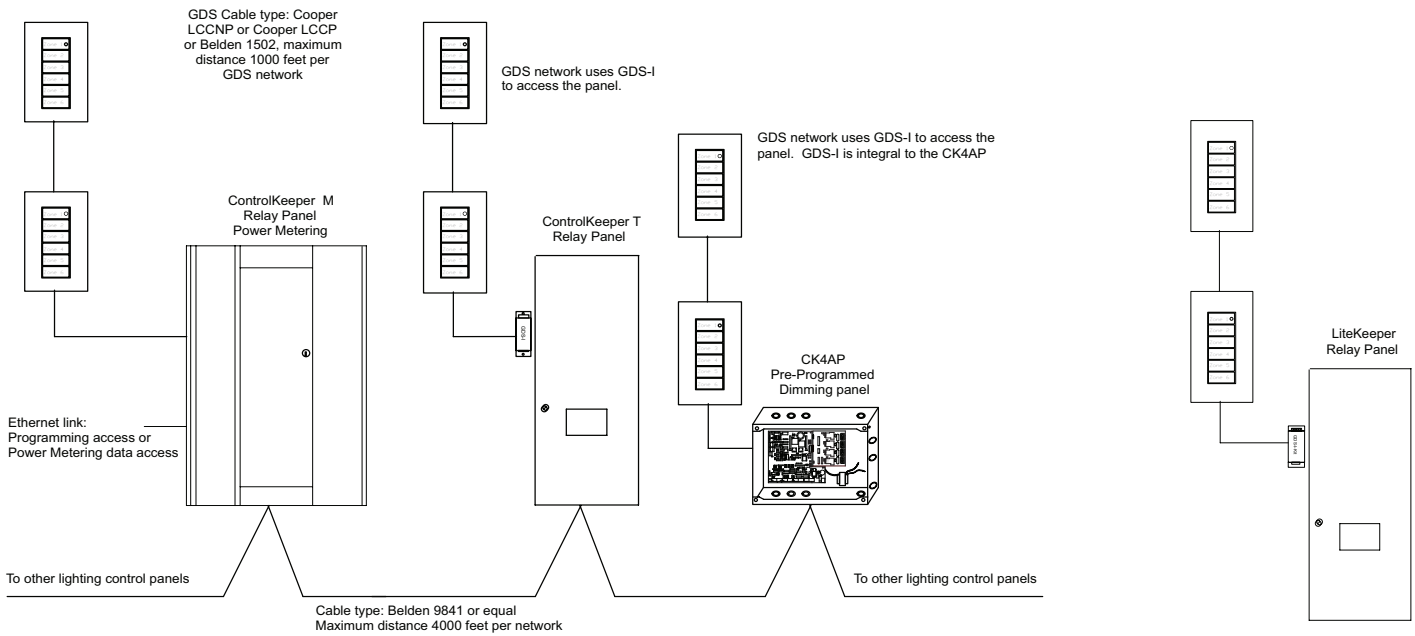 GDS Cable type: Cooper
LCCNP or Cooper LCCP
or Belden 1502, maximum
distance 1000 feet per
GDS network
GDS network uses GDS-I
to access the panel.
GDS network uses GDS-I to access the
panel. GDS-I is integral to the CK4AP
ControlKeeper M
Relay Panel
Power Metering
ControlKeeper T
Relay Panel
GDS-I
CK4AP
Pre-Programmed
Dimming panel
LiteKeeper
Relay Panel
Ethernet link:
Programming access or
Power Metering data access
To other lighting control panels
To other lighting control panels
Cable type: Belden 9841 or equal
Maximum distance 4000 feet per network